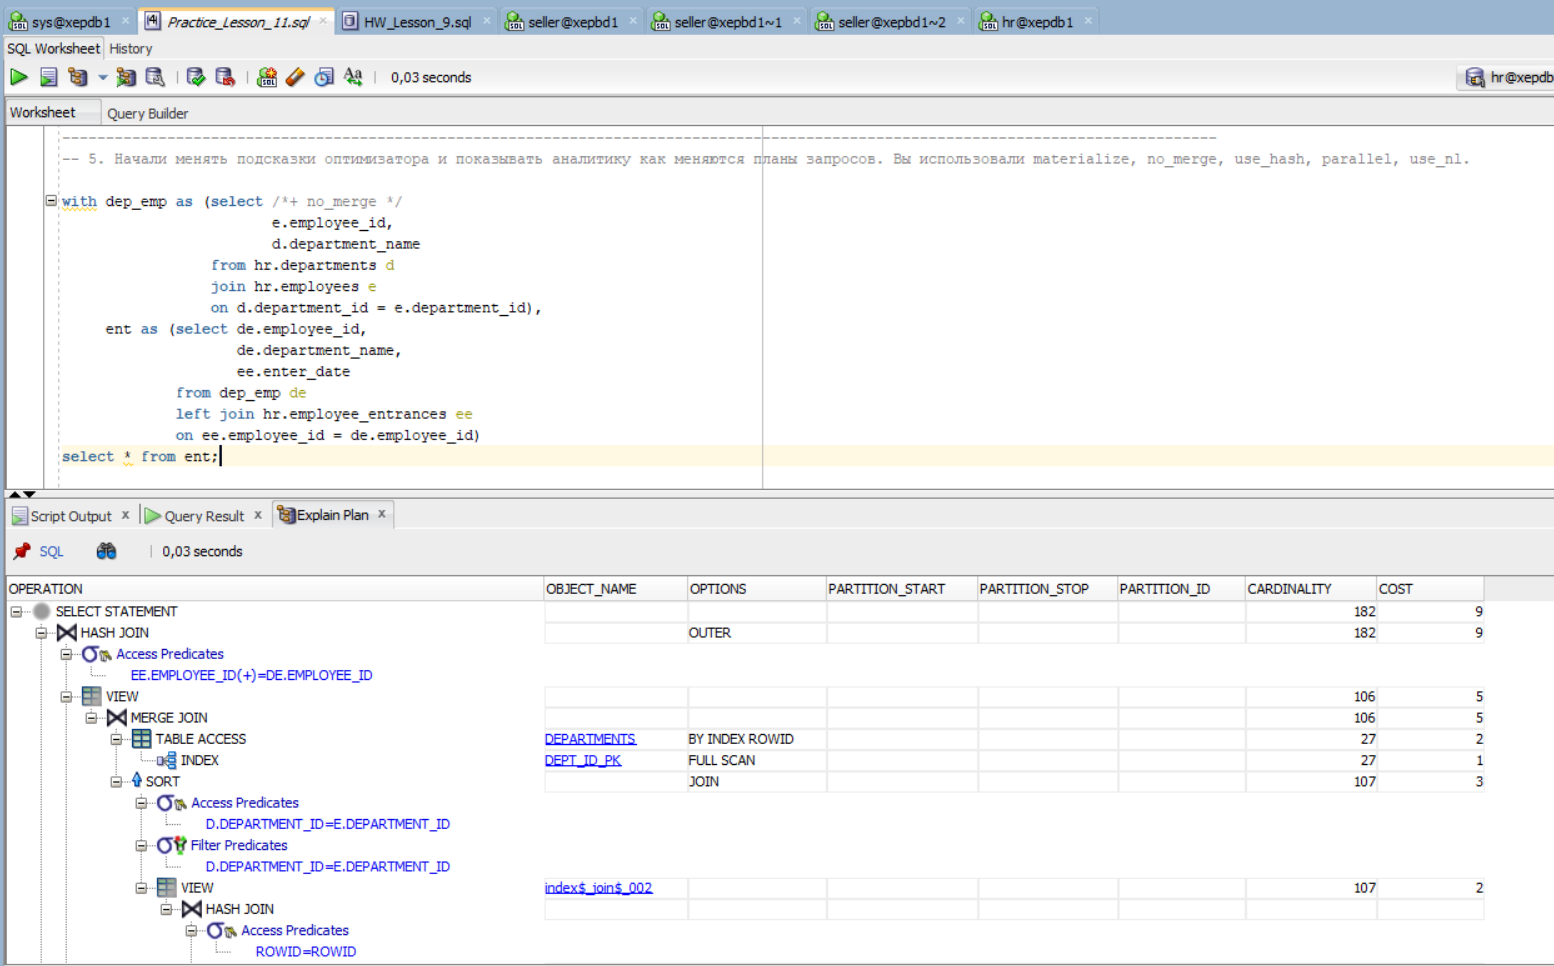 sys@xepdb1 Practice_Lesson_11.sql HW_Lesson_9.sql seller@xepbd1 seller@xepbd1~1 seller@xepbd1~2 hr@xepdb1
SQL Worksheet History
0,03 seconds hr@xepdb
Worksheet Query Builder
-- 5. Начали менять подсказки оптимизатора и показывать аналитику как меняются планы запросов. Вы использовали materialize, no_merge, use_hash, parallel, use_nl.
with dep_emp as (select /*+ no_merge */
e.employee_id,
d.department_name
from hr.departments d
join hr.employees e
on d.department_id = e.department_id),
ent as (select de.employee_id,
de.department_name,
ee.enter_date
from dep_emp de
left join hr.employee_entrances ee
on ee.employee_id = de.employee_id)
select * from ent;
Script Output x Query Result x Explain Plan x
SQL 0,03 seconds
OPERATION OBJECT_NAME OPTIONS PARTITION_START PARTITION_STOP PARTITION_ID CARDINALITY COST
SELECT STATEMENT 182 9
HASH JOIN OUTER 182 9
Access Predicates
EE.EMPLOYEE_ID(+)=DE.EMPLOYEE_ID
VIEW 106 5
MERGE JOIN 106 5
TABLE ACCESS DEPARTMENTS BY INDEX ROWID 27 2
INDEX DEPT_ID_PK FULL SCAN 27 1
SORT JOIN 107 3
Access Predicates
D.DEPARTMENT_ID=E.DEPARTMENT_ID
Filter Predicates
D.DEPARTMENT_ID=E.DEPARTMENT_ID
VIEW index$_join$_002 107 2
HASH JOIN
Access Predicates
ROWID=ROWID